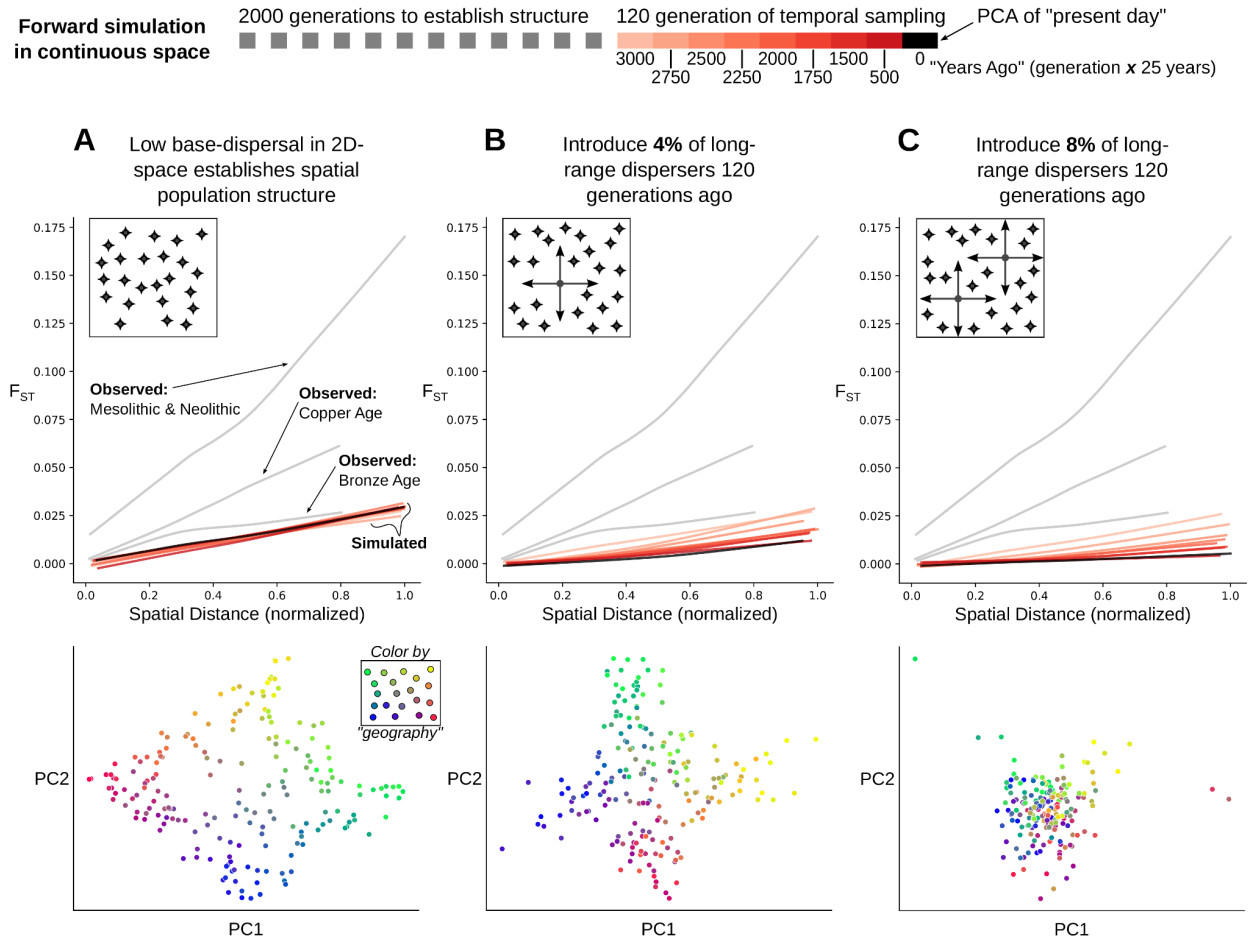 Forward simulation
in continuous space
2000 generations to establish structure
120 generation of temporal sampling
PCA of "present day"
3000 2500 2000 1500 0
2750 2250 1750 500
"Years Ago" (generation x 25 years)
A
Low base-dispersal in 2D-
space establishes spatial
population structure
B
Introduce 4% of long-
range dispersers 120
generations ago
C
Introduce 8% of long-
range dispersers 120
generations ago
0.175
0.150
0.125
0.100
0.075
0.050
0.025
0.000
FST
Observed:
Mesolithic & Neolithic
Observed:
Copper Age
Observed:
Bronze Age
Simulated
0.0 0.2 0.4 0.6 0.8 1.0
Spatial Distance (normalized)
0.175
0.150
0.125
0.100
0.075
0.050
0.025
0.000
FST
0.0 0.2 0.4 0.6 0.8 1.0
Spatial Distance (normalized)
0.175
0.150
0.125
0.100
0.075
0.050
0.025
0.000
FST
0.0 0.2 0.4 0.6 0.8 1.0
Spatial Distance (normalized)
Color by
"geography"
PC2
PC1
PC2
PC1
PC2
PC1